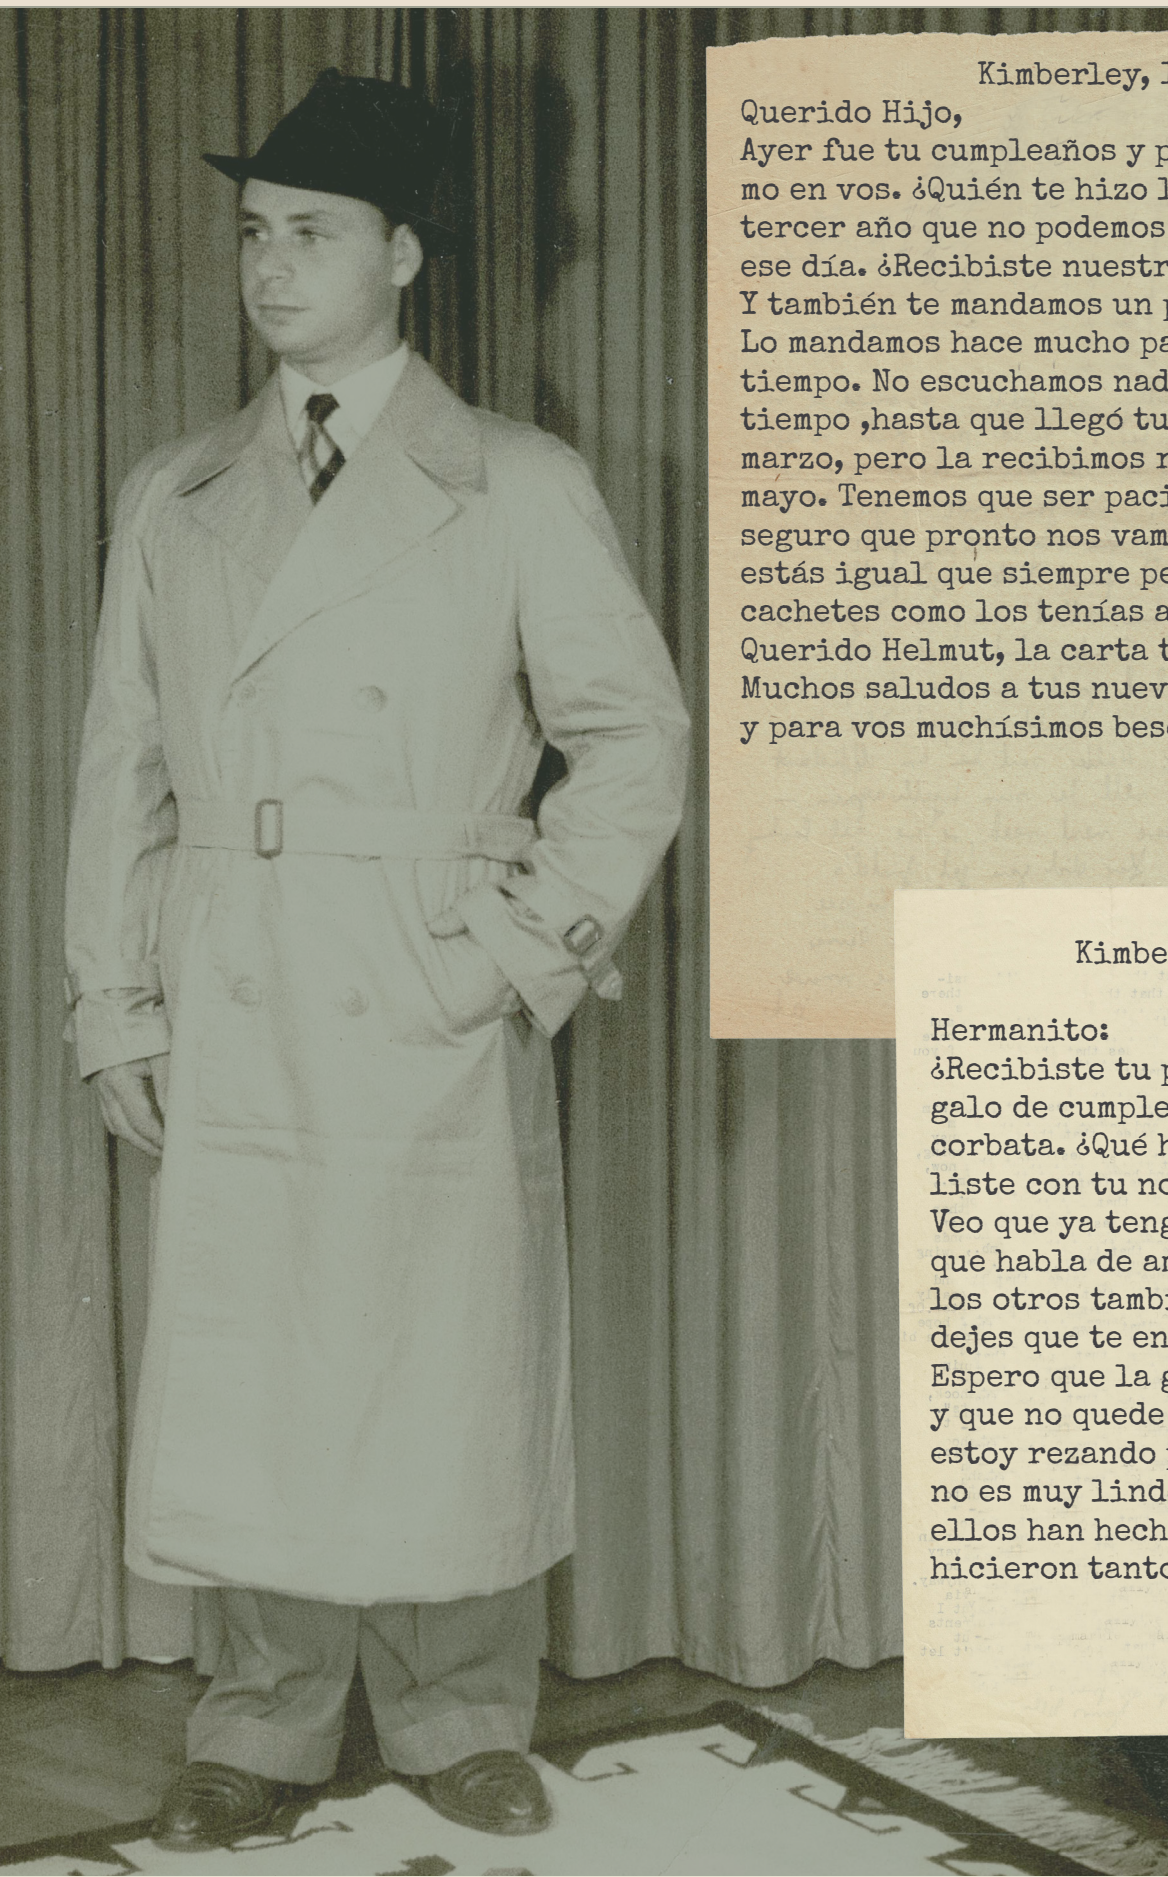 Kimberley,
Querido Hijo,
Ayer fue tu cumpleaños y
mo en vos. ¿Quién te hizo
tercer año que no podemos
ese día. ¿Recibiste nuestr
Y también te mandamos un
Lo mandamos hace mucho pa
tiempo. No escuchamos nad
tiempo ,hasta que llegó tu
marzo, pero la recibimos
mayo. Tenemos que ser paci
seguro que pronto nos vam
estás igual que siempre pe
cachetes como los tenías a
Querido Helmut, la carta t
Muchos saludos a tus nuev
y para vos muchísimos bes
Kimbe
Hermanito:
¿Recibiste tu
galo de cumple
corbata. ¿Qué h
liste con tu no
Veo que ya teng
que habla de
los otros tambi
dejes que te en
Espero que la g
y que no quede
estoy rezando
no es muy lind
ellos han hech
hicieron tanto